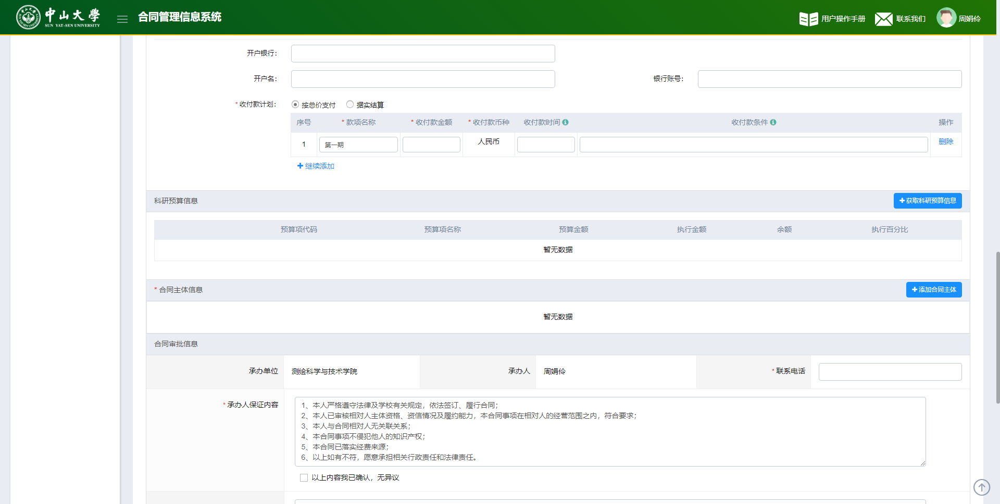 中山大學
SUN YAT-SEN UNIVERSITY
合同管理信息系统
用户操作手册
联系我们
周娟伶
开户银行：
开户名：
银行账号：
* 收付款计划：
按总价支付 据实结算
序号 * 款项名称 * 收付款金额 * 收付款币种 收付款时间 收付款条件 操作
1 第一期 人民币 删除
+ 继续添加
科研预算信息
+ 获取科研预算信息
预算项代码 预算项名称 预算金额 执行金额 余额 执行百分比
暂无数据
* 合同主体信息
+ 添加合同主体
暂无数据
合同审批信息
承办单位 测绘科学与技术学院 承办人 周娟伶 * 联系电话
* 承办人保证内容
1、本人严格遵守法律及学校有关规定，依法签订、履行合同；
2、本人已审核相对人主体资格、资信情况及履约能力，本合同事项在相对人的经营范围之内，符合要求；
3、本人与合同相对人无关联关系；
4、本合同事项不侵犯他人的知识产权；
5、本合同已落实经费来源；
6、以上如有不符，愿意承担相关行政责任和法律责任。
以上内容我已确认，无异议